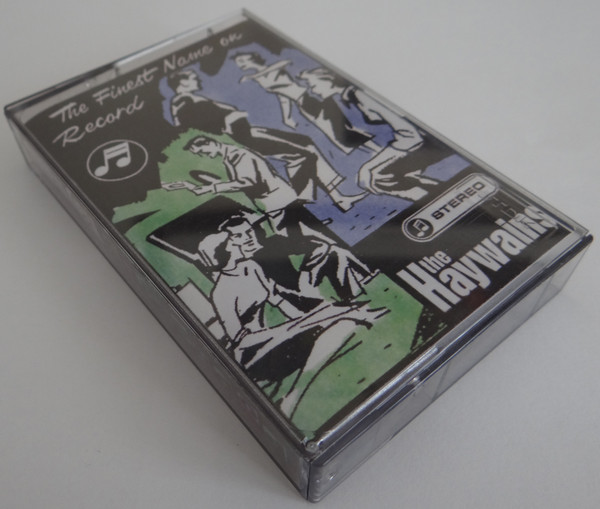 The Finest Name on
Record
STEREO
the
Haywains